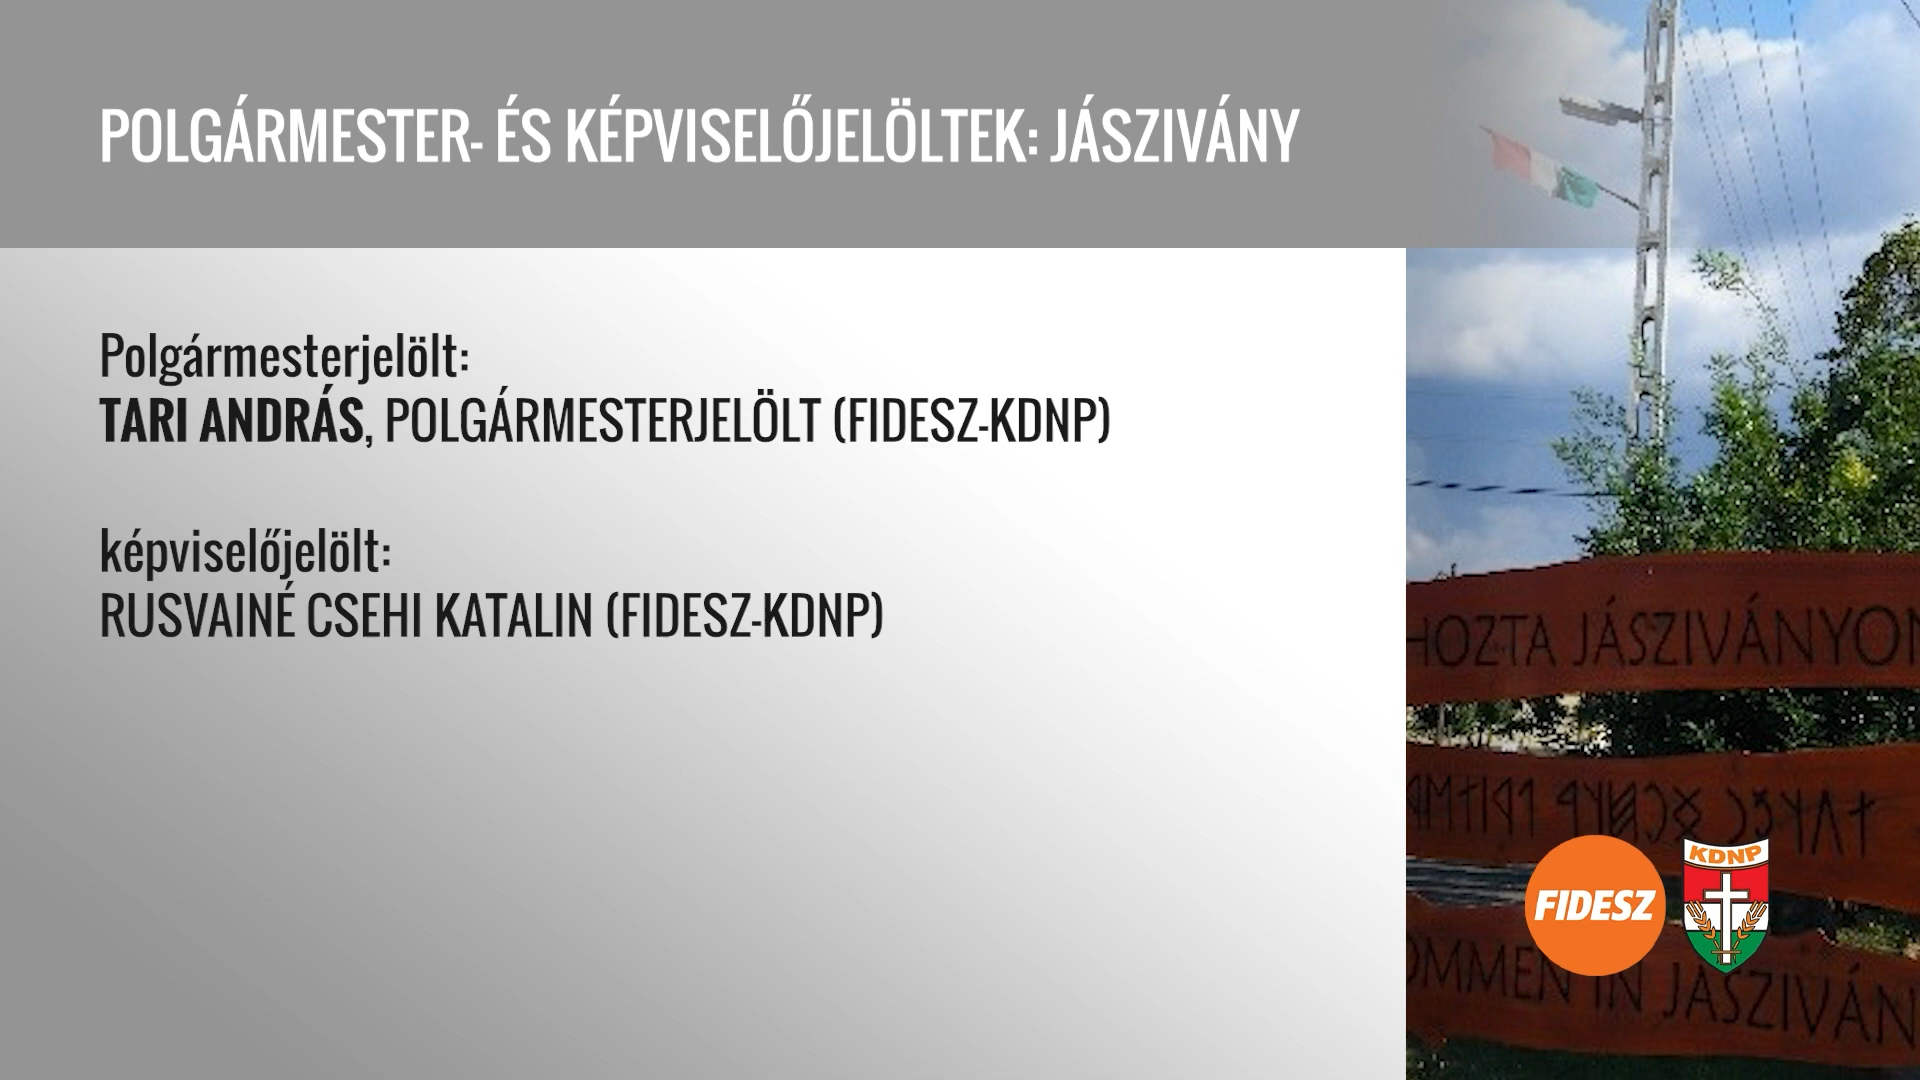 POLGÁRMESTER- ÉS KÉPVISELŐJELÖLTEK: JÁSZIVÁNY
Polgármesterjelölt:
TARI ANDRÁS, POLGÁRMESTERJELÖLT (FIDESZ-KDNP)
képviselőjelölt:
RUSVAINÉ CSEHI KATALIN (FIDESZ-KDNP)
HOZTA JÁSZIVÁNYON
KDNP
FIDESZ
OMMEN IN JÁSZIVÁN